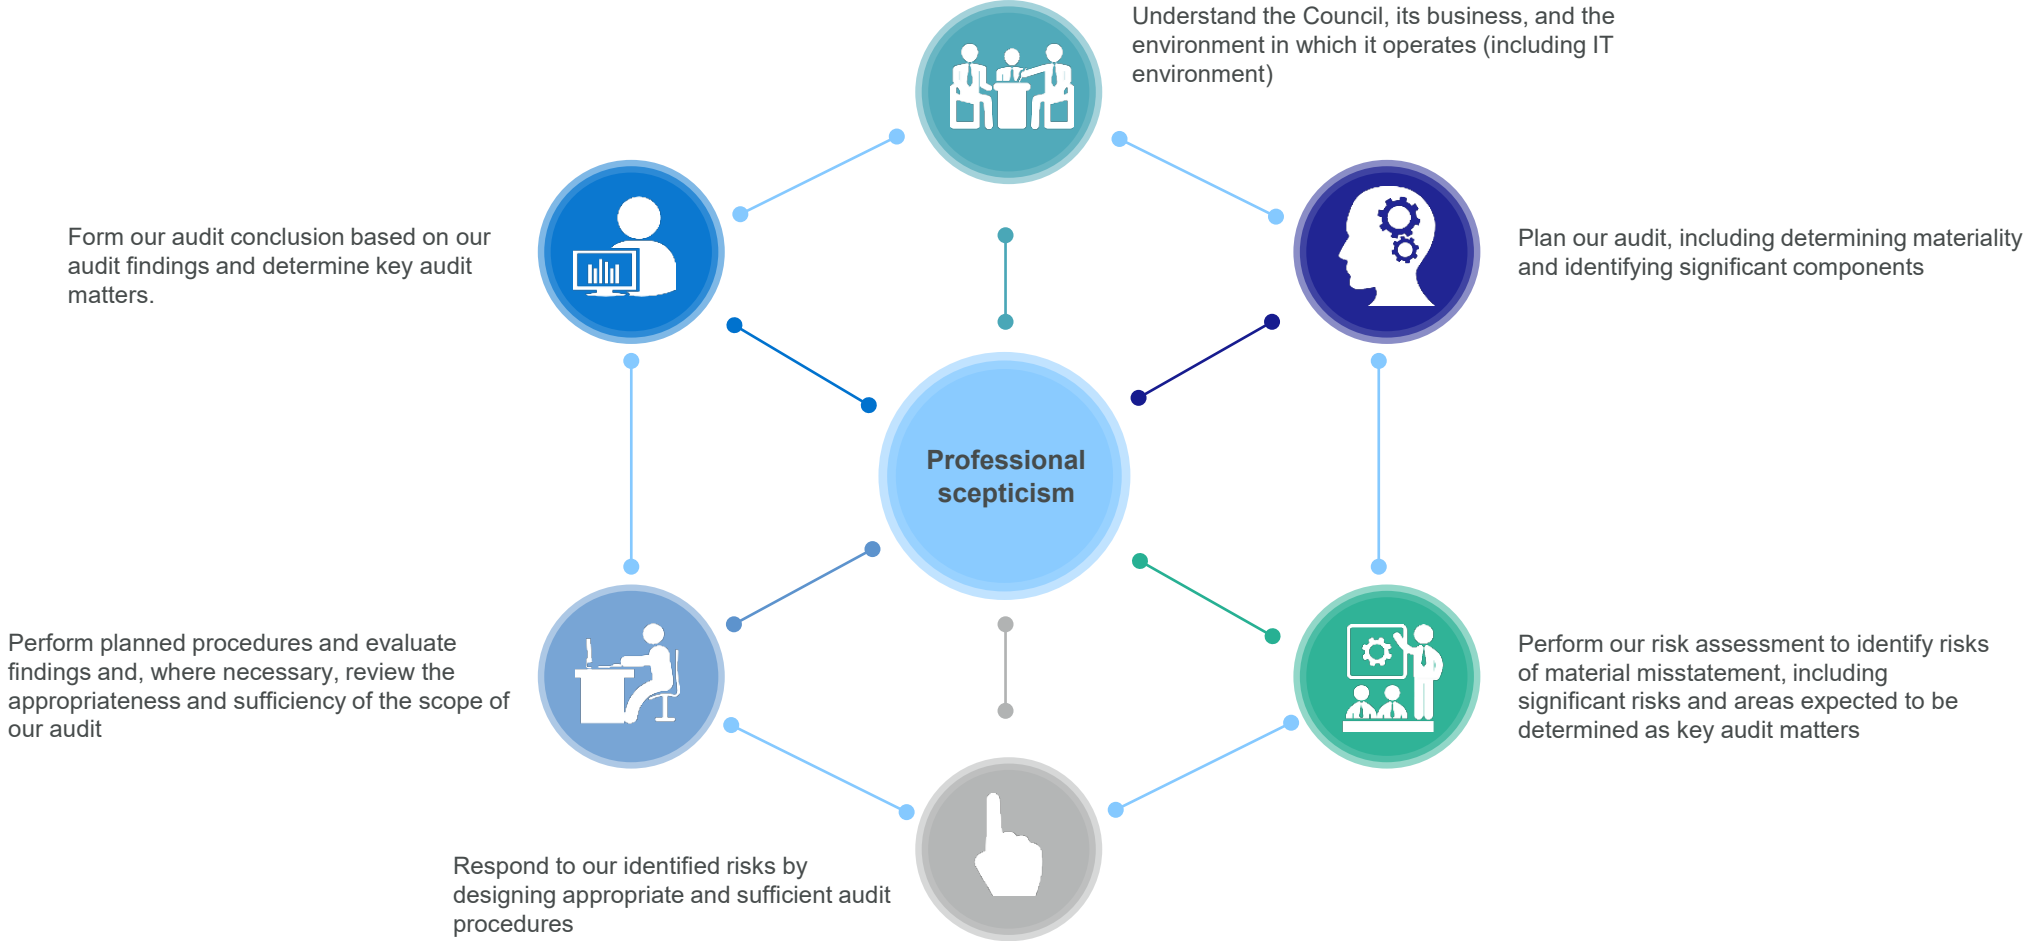 Understand the Council, its business, and the
environment in which it operates (including IT
environment)
Plan our audit, including determining materiality
and identifying significant components
Perform our risk assessment to identify risks
of material misstatement, including
significant risks and areas expected to be
determined as key audit matters
Respond to our identified risks by
designing appropriate and sufficient audit
procedures
Perform planned procedures and evaluate
findings and, where necessary, review the
appropriateness and sufficiency of the scope of
our audit
Form our audit conclusion based on our
audit findings and determine key audit
matters.
Professional
scepticism